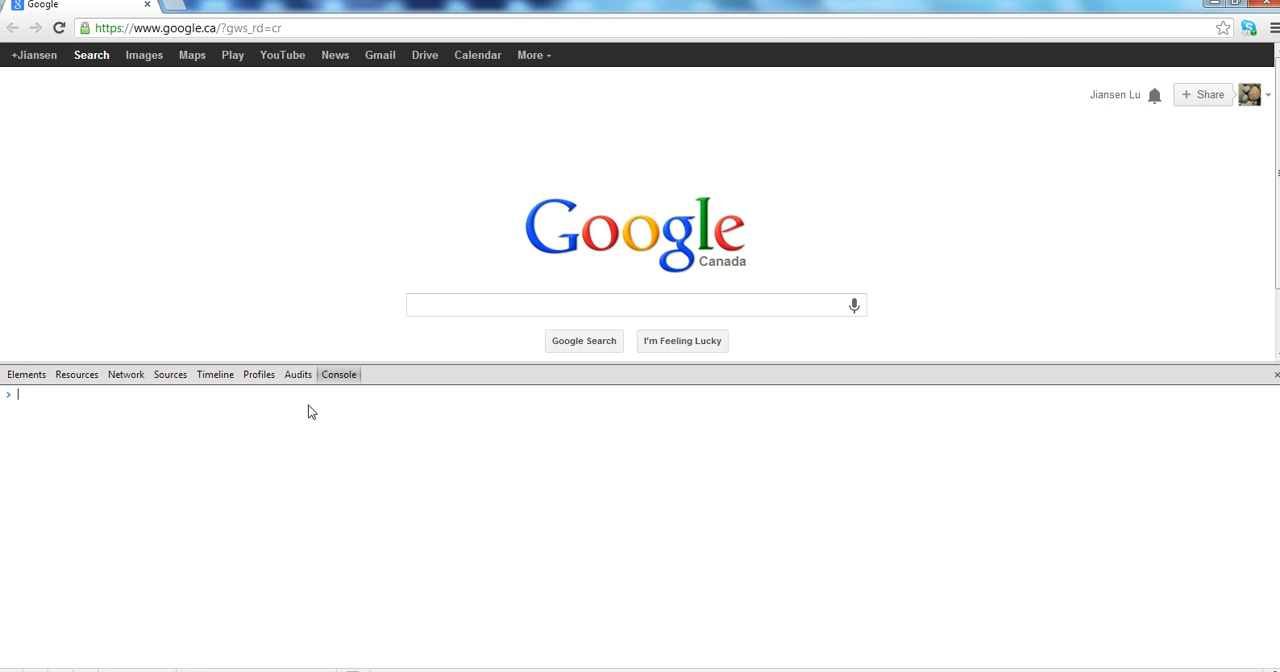 Google
https://www.google.ca/?gws_rd=cr
+Jiansen Search Images Maps Play YouTube News Gmail Drive Calendar More
Jiansen Lu + Share
Google
Canada
Google Search I'm Feeling Lucky
Elements Resources Network Sources Timeline Profiles Audits Console
>